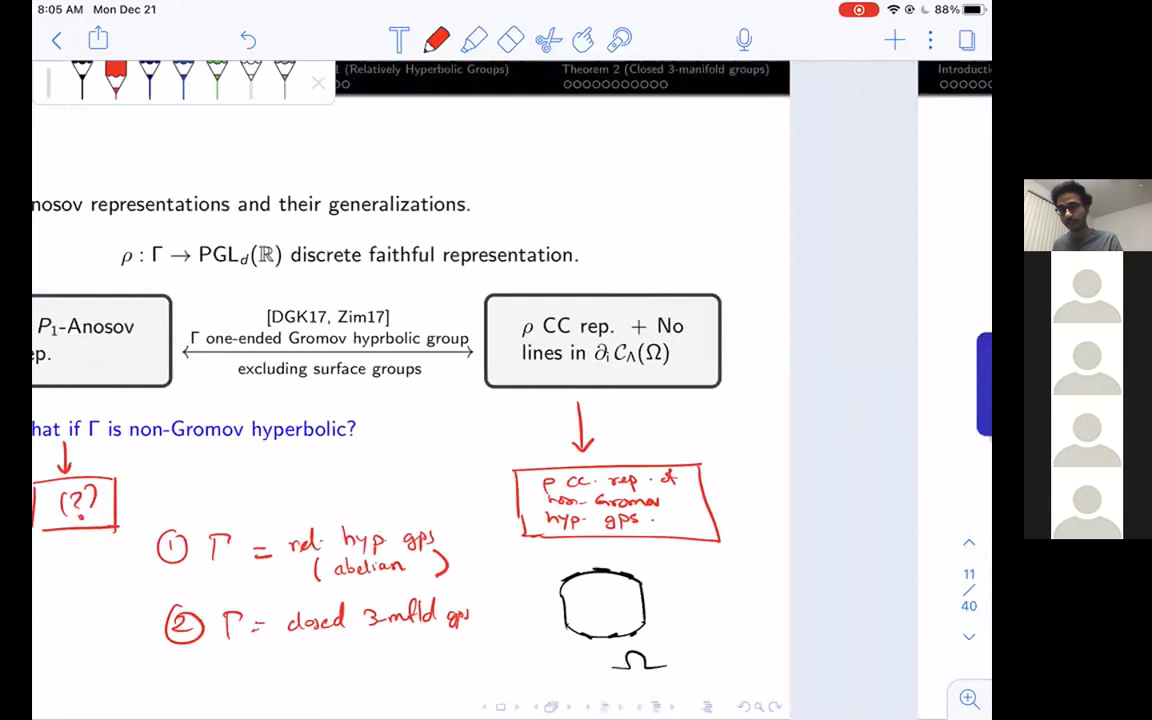 8:05 AM Mon Dec 21
88%
1 (Relatively Hyperbolic Groups)
Theorem 2 (Closed 3-manifold groups)
Introducti
nosov representations and their generalizations.
ρ : Γ → PGL_d(ℝ) discrete faithful representation.
P₁-Anosov
ep.
[DGK17, Zim17]
Γ one-ended Gromov hyprbolic group
excluding surface groups
ρ CC rep. + No
lines in ∂ᵢ C_Λ(Ω)
hat if Γ is non-Gromov hyperbolic?
(?)
ρ CC. rep. of
non-Gromov
hyp. gps.
① Γ = rel. hyp gps
(abelian )
② Γ = closed 3-mfld gps
Ω
11
/
40